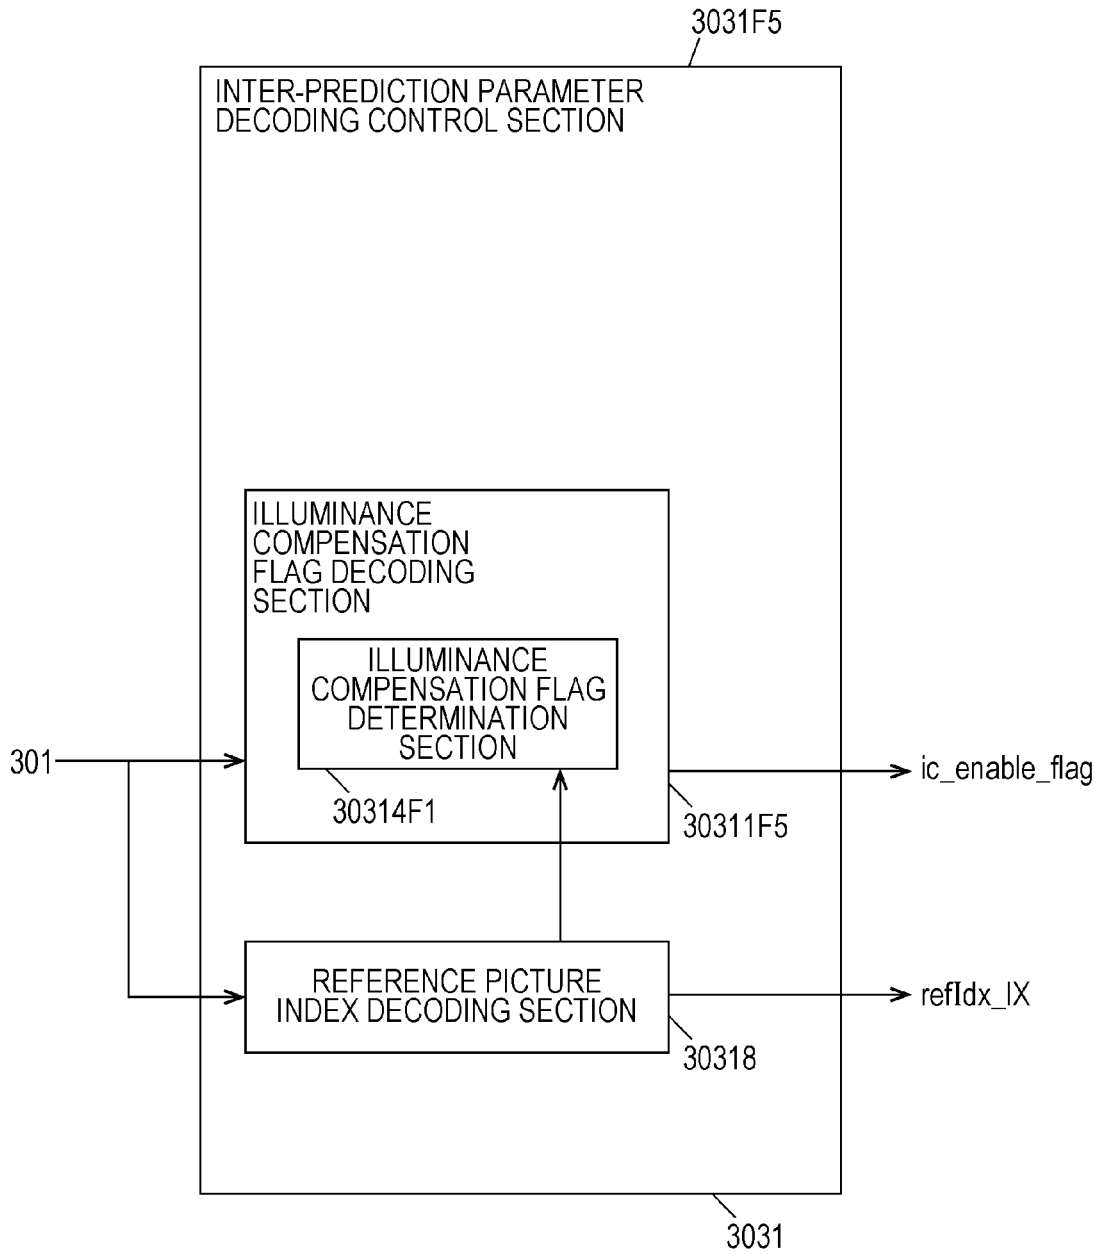 3031F5
INTER-PREDICTION PARAMETER
DECODING CONTROL SECTION
ILLUMINANCE
COMPENSATION
FLAG DECODING
SECTION
ILLUMINANCE
COMPENSATION FLAG
DETERMINATION
SECTION
301
ic_enable_flag
30314F1
30311F5
REFERENCE PICTURE
INDEX DECODING SECTION
refIdx_lX
30318
3031